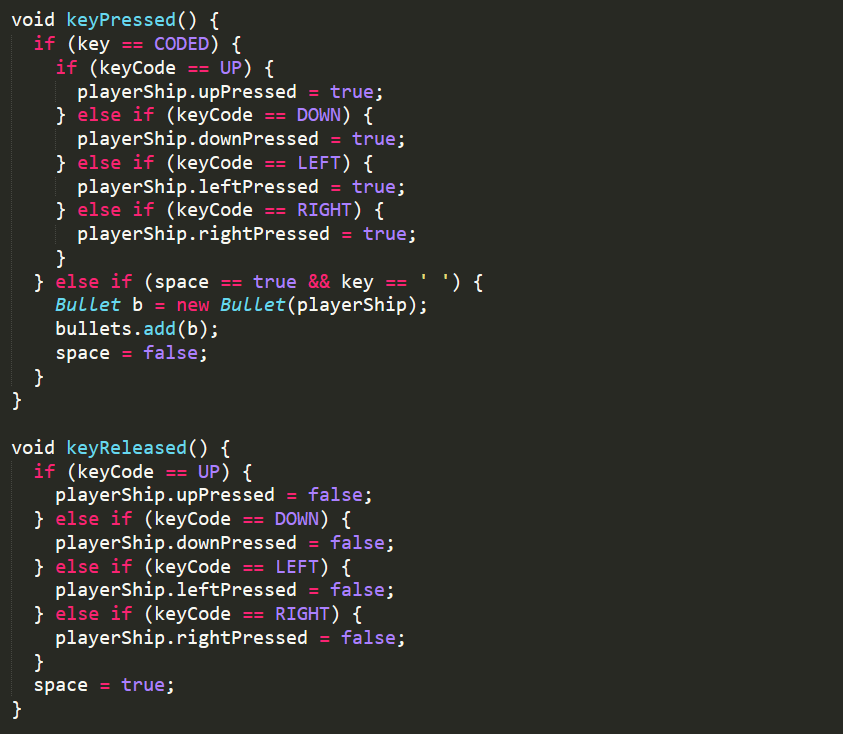 void keyPressed() {
  if (key == CODED) {
    if (keyCode == UP) {
      playerShip.upPressed = true;
    } else if (keyCode == DOWN) {
      playerShip.downPressed = true;
    } else if (keyCode == LEFT) {
      playerShip.leftPressed = true;
    } else if (keyCode == RIGHT) {
      playerShip.rightPressed = true;
    }
  } else if (space == true && key == ' ') {
    Bullet b = new Bullet(playerShip);
    bullets.add(b);
    space = false;
  }
}

void keyReleased() {
  if (keyCode == UP) {
    playerShip.upPressed = false;
  } else if (keyCode == DOWN) {
    playerShip.downPressed = false;
  } else if (keyCode == LEFT) {
    playerShip.leftPressed = false;
  } else if (keyCode == RIGHT) {
    playerShip.rightPressed = false;
  }
  space = true;
}